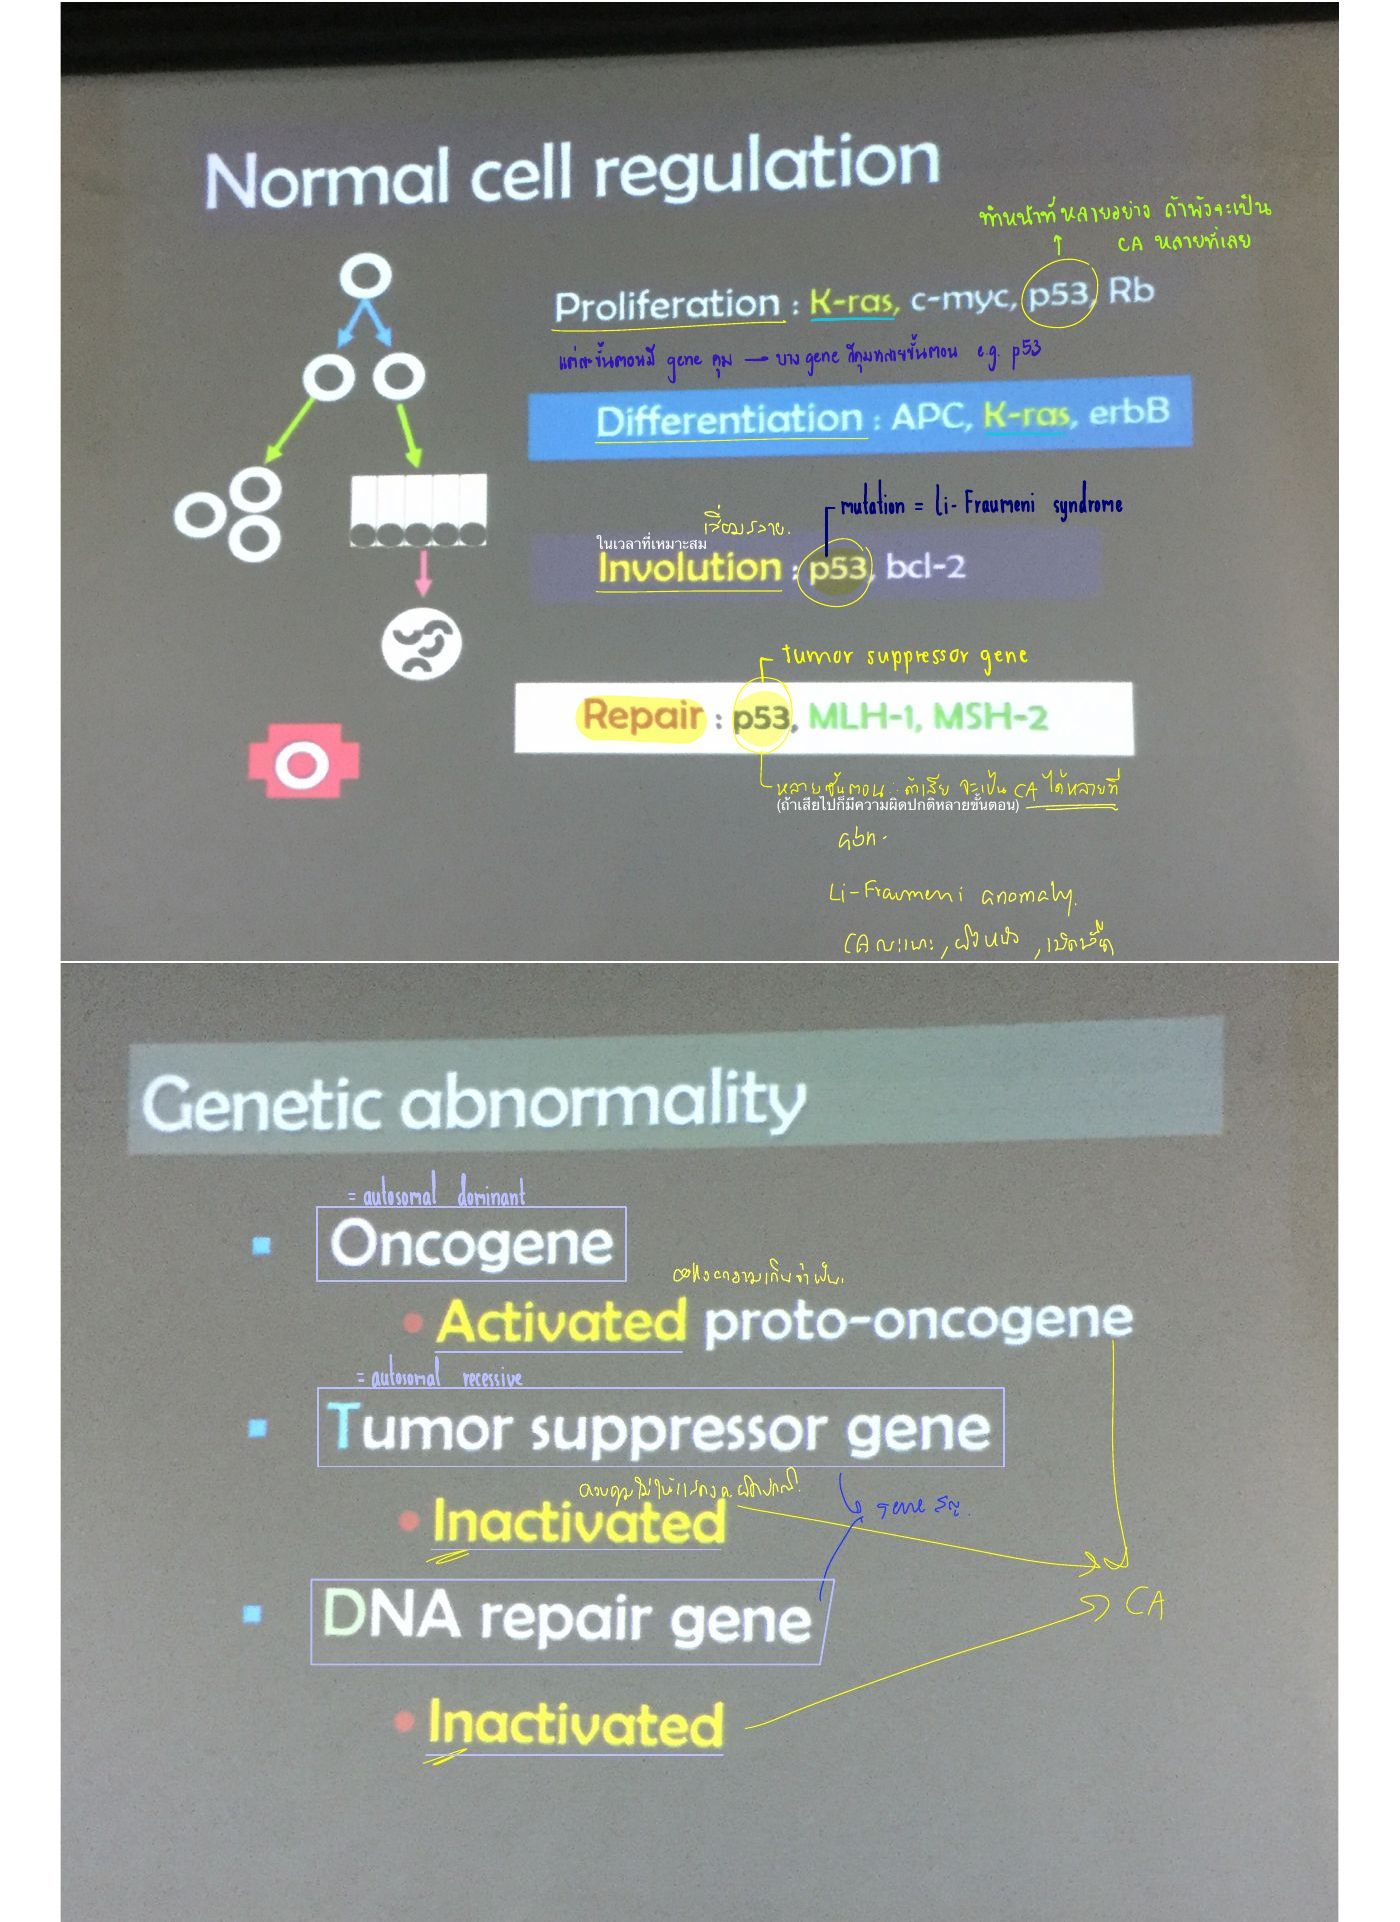 Normal cell regulation
ทำหน้าที่หลายอย่าง ถ้าพังจะเป็น
CA หลายที่เลย
Proliferation : K-ras, c-myc, p53, Rb
แต่ละขั้นตอนมี gene คุม → บาง gene ก็คุมหลายขั้นตอน e.g. p53
Differentiation : APC, K-ras, erbB
mutation = Li-Fraumeni syndrome
เสื่อมสลาย.
ในเวลาที่เหมาะสม
Involution : p53, bcl-2
tumor suppressor gene
Repair : p53, MLH-1, MSH-2
หลายขั้นตอน ถ้าเสีย จะเป็น CA ได้หลายที่
(ถ้าเสียไปก็มีความผิดปกติหลายขั้นตอน)
Li-Fraumeni anomaly.
CA
Genetic abnormality
= autosomal dominant
Oncogene
Activated proto-oncogene
= autosomal recessive
Tumor suppressor gene
Inactivated
gene
DNA repair gene
CA
Inactivated